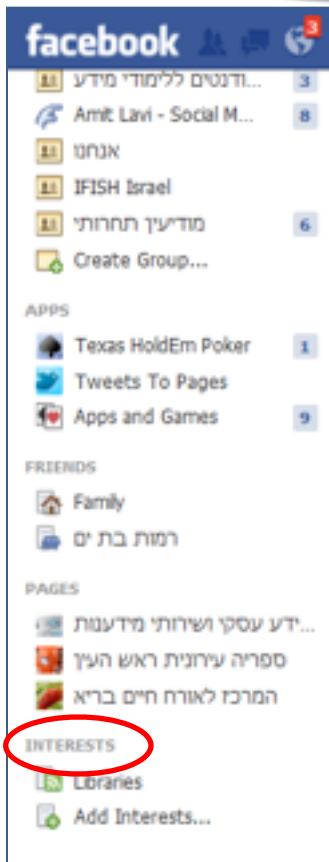 facebook 3
...ודנטים ללימודי מידע 3
Amit Lavi - Social M... 8
אנחנו
IFISH Israel
מודיעין תחרותי 6
Create Group...
APPS
Texas HoldEm Poker 1
Tweets To Pages
Apps and Games 9
FRIENDS
Family
רמות בת ים
PAGES
...ידע עסקי ושירותי מידענות
ספריה עירונית ראש העין
המרכז לאורח חיים בריא
INTERESTS
Libraries
Add Interests...